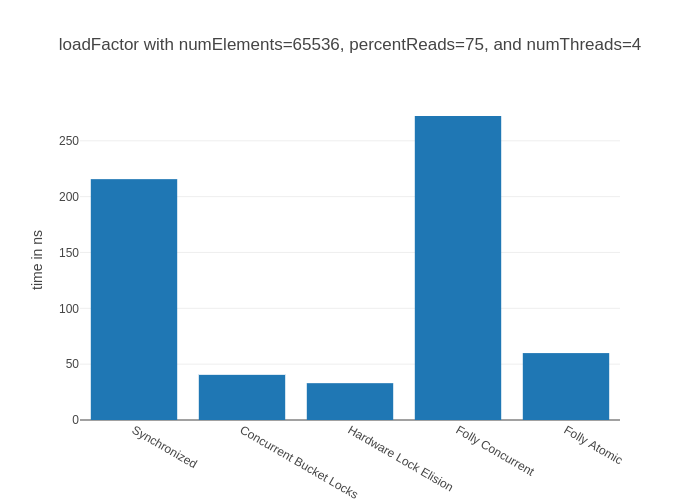 loadFactor with numElements=65536, percentReads=75, and numThreads=4
time in ns
250
200
150
100
50
0
Synchronized
Concurrent Bucket Locks
Hardware Lock Elision
Folly Concurrent
Folly Atomic